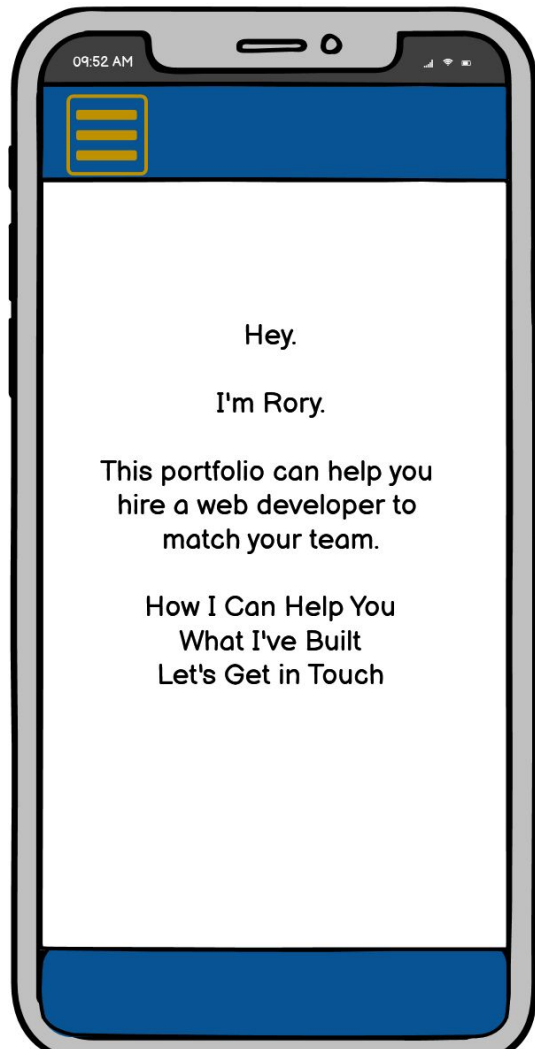 09:52 AM
Hey.
I'm Rory.
This portfolio can help you
hire a web developer to
match your team.
How I Can Help You
What I've Built
Let's Get in Touch